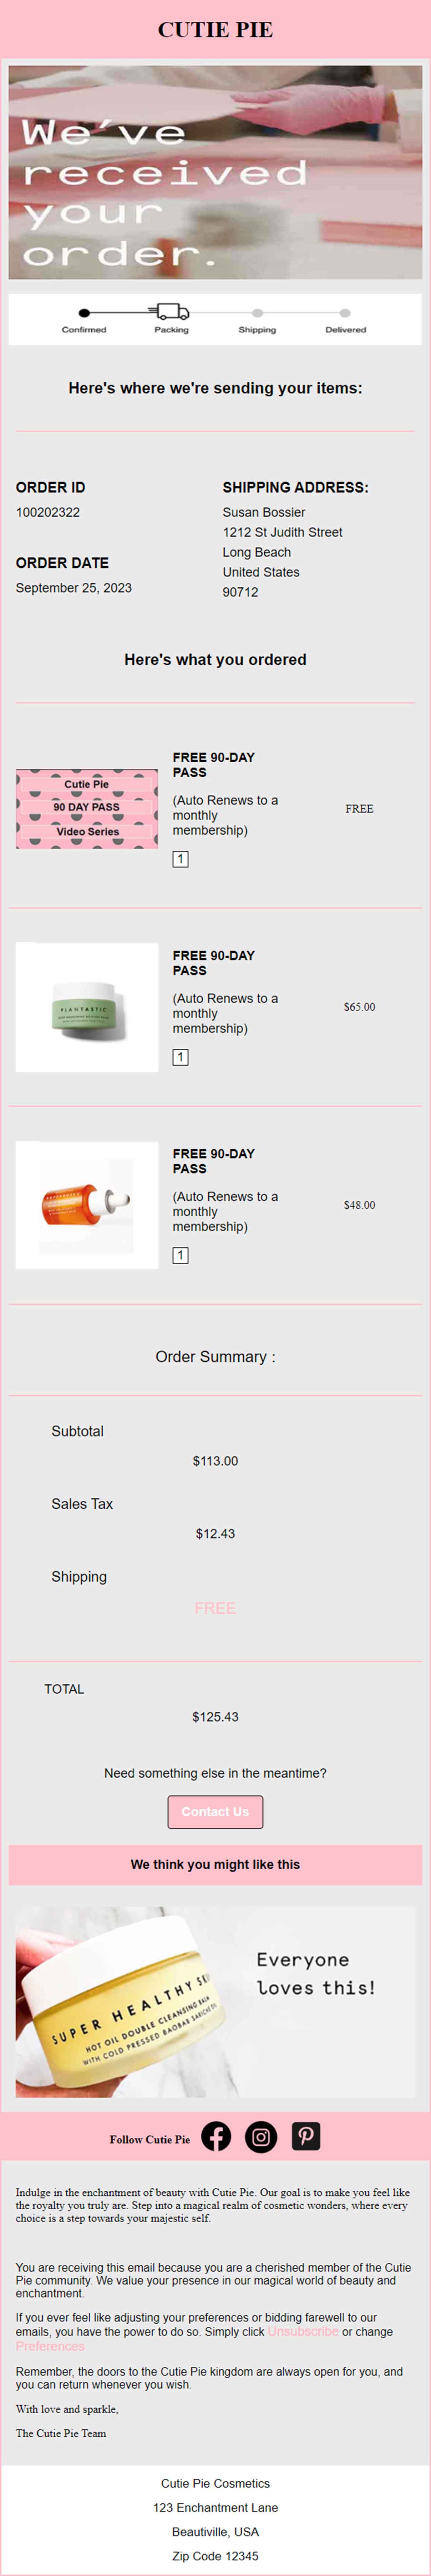 CUTIE PIE
We've
received
your
order.
Confirmed Packing Shipping Delivered
Here's where we're sending your items:
ORDER ID
100202322
ORDER DATE
September 25, 2023
SHIPPING ADDRESS:
Susan Bossier
1212 St Judith Street
Long Beach
United States
90712
Here's what you ordered
Cutie Pie
90 DAY PASS
Video Series
FREE 90-DAY
PASS
(Auto Renews to a
monthly
membership)
1
FREE
PLANTASTIC
FREE 90-DAY
PASS
(Auto Renews to a
monthly
membership)
1
$65.00
FREE 90-DAY
PASS
(Auto Renews to a
monthly
membership)
1
$48.00
Order Summary :
Subtotal
$113.00
Sales Tax
$12.43
Shipping
FREE
TOTAL
$125.43
Need something else in the meantime?
Contact Us
We think you might like this
SUPER HEALTHY SKI
HOT OIL DOUBLE CLEANSING BALM
WITH COLD PRESSED BAOBAB
Everyone
loves this!
Follow Cutie Pie
Indulge in the enchantment of beauty with Cutie Pie. Our goal is to make you feel like
the royalty you truly are. Step into a magical realm of cosmetic wonders, where every
choice is a step towards your majestic self.
You are receiving this email because you are a cherished member of the Cutie
Pie community. We value your presence in our magical world of beauty and
enchantment.
If you ever feel like adjusting your preferences or bidding farewell to our
emails, you have the power to do so. Simply click Unsubscribe or change
Preferences
Remember, the doors to the Cutie Pie kingdom are always open for you, and
you can return whenever you wish.
With love and sparkle,
The Cutie Pie Team
Cutie Pie Cosmetics
123 Enchantment Lane
Beautiville, USA
Zip Code 12345